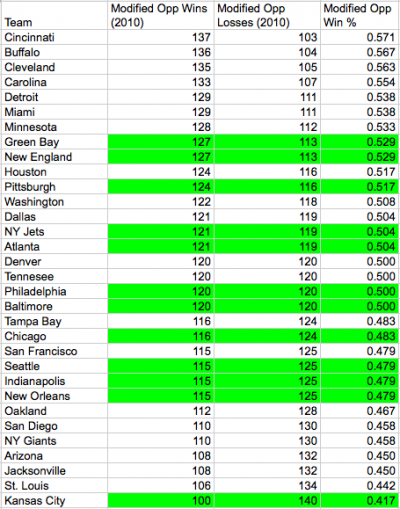 Team Modified Opp Wins (2010) Modified Opp Losses (2010) Modified Opp Win %
Cincinnati 137 103 0.571
Buffalo 136 104 0.567
Cleveland 135 105 0.563
Carolina 133 107 0.554
Detroit 129 111 0.538
Miami 129 111 0.538
Minnesota 128 112 0.533
Green Bay 127 113 0.529
New England 127 113 0.529
Houston 124 116 0.517
Pittsburgh 124 116 0.517
Washington 122 118 0.508
Dallas 121 119 0.504
NY Jets 121 119 0.504
Atlanta 121 119 0.504
Denver 120 120 0.500
Tennesee 120 120 0.500
Philadelphia 120 120 0.500
Baltimore 120 120 0.500
Tampa Bay 116 124 0.483
Chicago 116 124 0.483
San Francisco 115 125 0.479
Seattle 115 125 0.479
Indianapolis 115 125 0.479
New Orleans 115 125 0.479
Oakland 112 128 0.467
San Diego 110 130 0.458
NY Giants 110 130 0.458
Arizona 108 132 0.450
Jacksonville 108 132 0.450
St. Louis 106 134 0.442
Kansas City 100 140 0.417